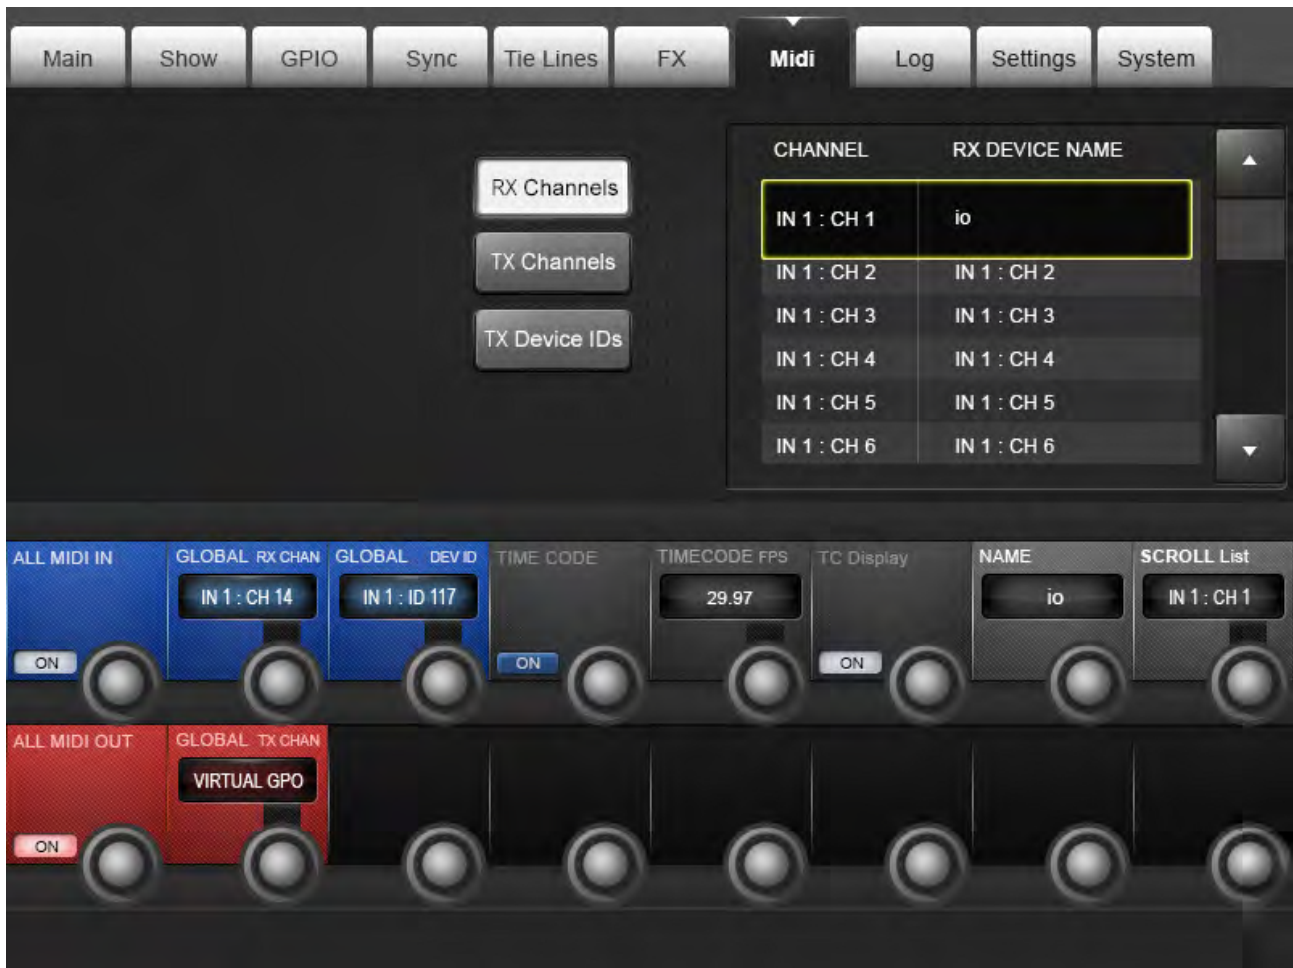 Main Show GPIO Sync Tie Lines FX Midi Log Settings System
CHANNEL RX DEVICE NAME
RX Channels
IN 1 : CH 1 io
TX Channels
IN 1 : CH 2 IN 1 : CH 2
IN 1 : CH 3 IN 1 : CH 3
TX Device IDs
IN 1 : CH 4 IN 1 : CH 4
IN 1 : CH 5 IN 1 : CH 5
IN 1 : CH 6 IN 1 : CH 6
ALL MIDI IN GLOBAL RX CHAN GLOBAL DEV ID TIME CODE TIMECODE FPS TC Display NAME SCROLL List
IN 1 : CH 14 IN 1 : ID 117 29.97 io IN 1 : CH 1
ON ON ON
ALL MIDI OUT GLOBAL TX CHAN
VIRTUAL GPO
ON